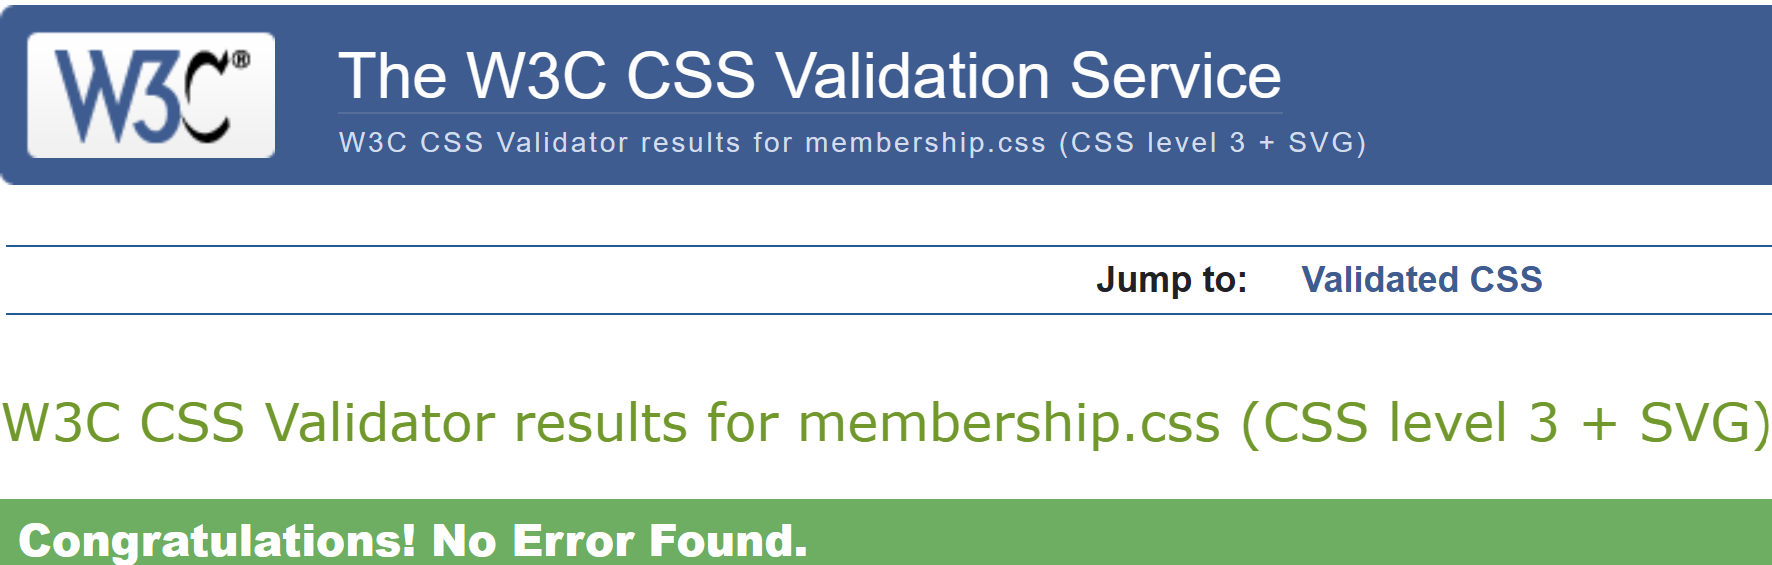 W3C®
The W3C CSS Validation Service
W3C CSS Validator results for membership.css (CSS level 3 + SVG)
Jump to: Validated CSS
W3C CSS Validator results for membership.css (CSS level 3 + SVG)
Congratulations! No Error Found.